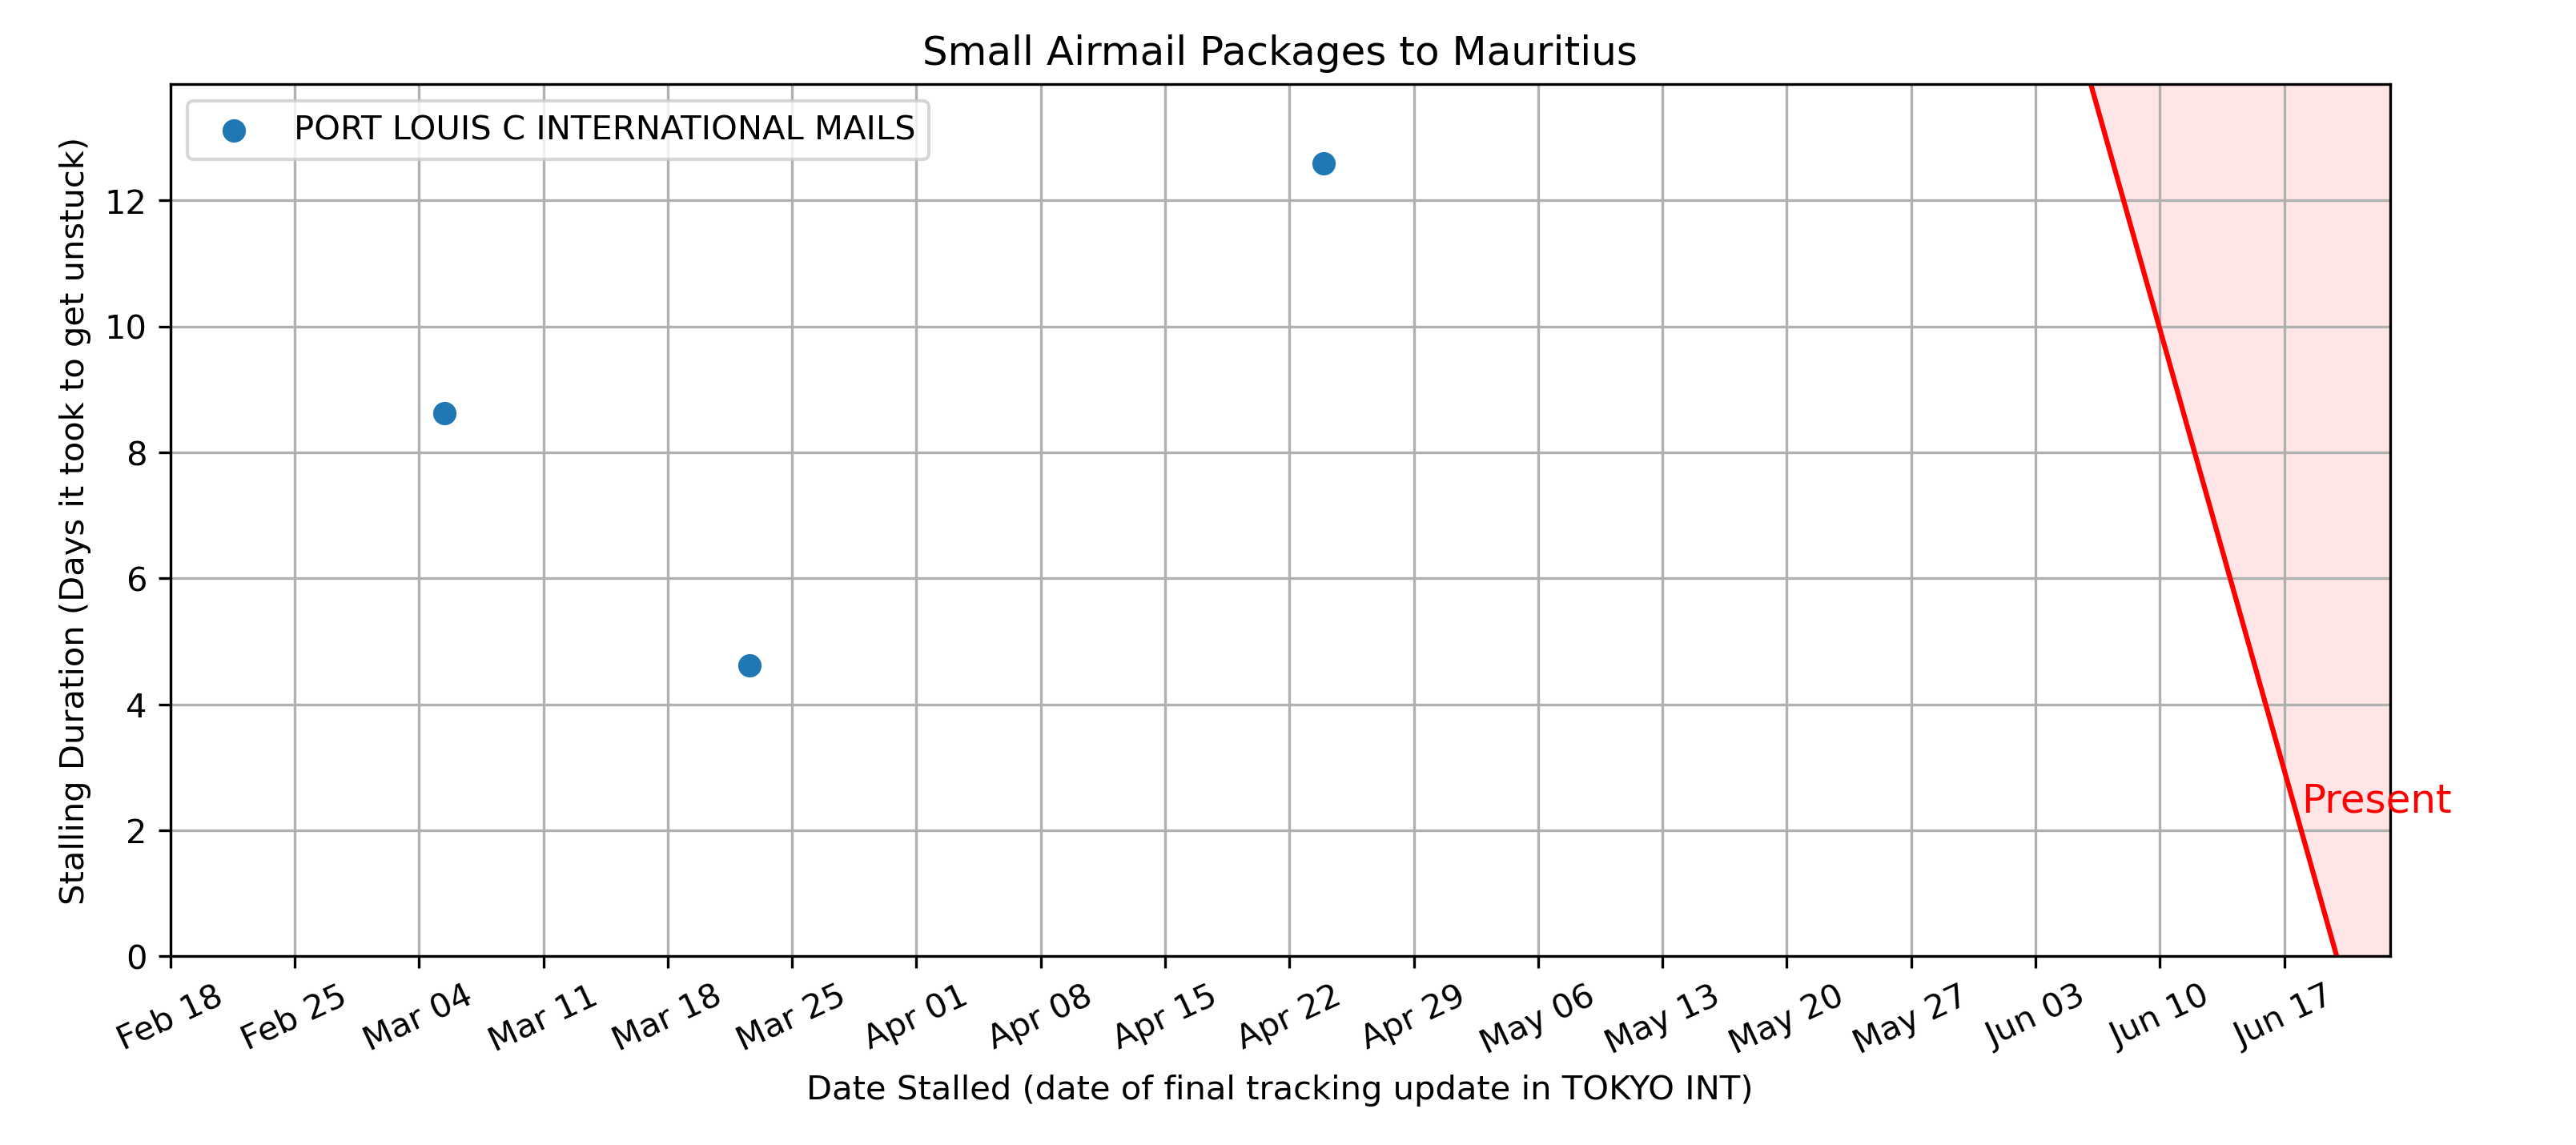 Small Airmail Packages to Mauritius
PORT LOUIS C INTERNATIONAL MAILS
Stalling Duration (Days it took to get unstuck)
12
10
8
6
4
2
0
Present
Feb 18
Feb 25
Mar 04
Mar 11
Mar 18
Mar 25
Apr 01
Apr 08
Apr 15
Apr 22
Apr 29
May 06
May 13
May 20
May 27
Jun 03
Jun 10
Jun 17
Date Stalled (date of final tracking update in TOKYO INT)